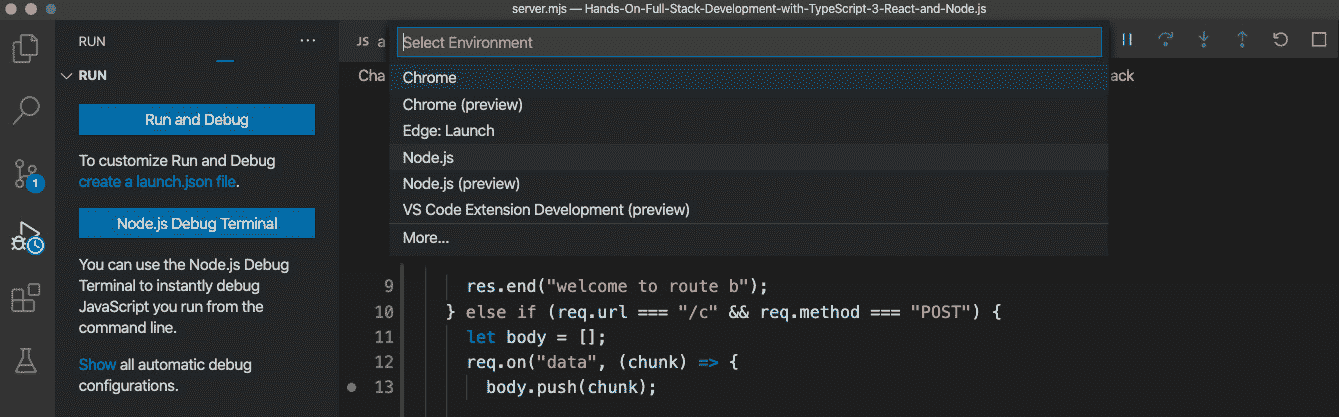 server.mjs — Hands-On-Full-Stack-Development-with-TypeScript-3-React-and-Node.js
RUN
RUN
Run and Debug
To customize Run and Debug
create a launch.json file.
Node.js Debug Terminal
You can use the Node.js Debug
Terminal to instantly debug
JavaScript you run from the
command line.
Show all automatic debug
configurations.
1
JS a
Cha
ack
Select Environment
Chrome
Chrome (preview)
Edge: Launch
Node.js
Node.js (preview)
VS Code Extension Development (preview)
More...
9 res.end("welcome to route b");
10 } else if (req.url === "/c" && req.method === "POST") {
11 let body = [];
12 req.on("data", (chunk) => {
13 body.push(chunk);